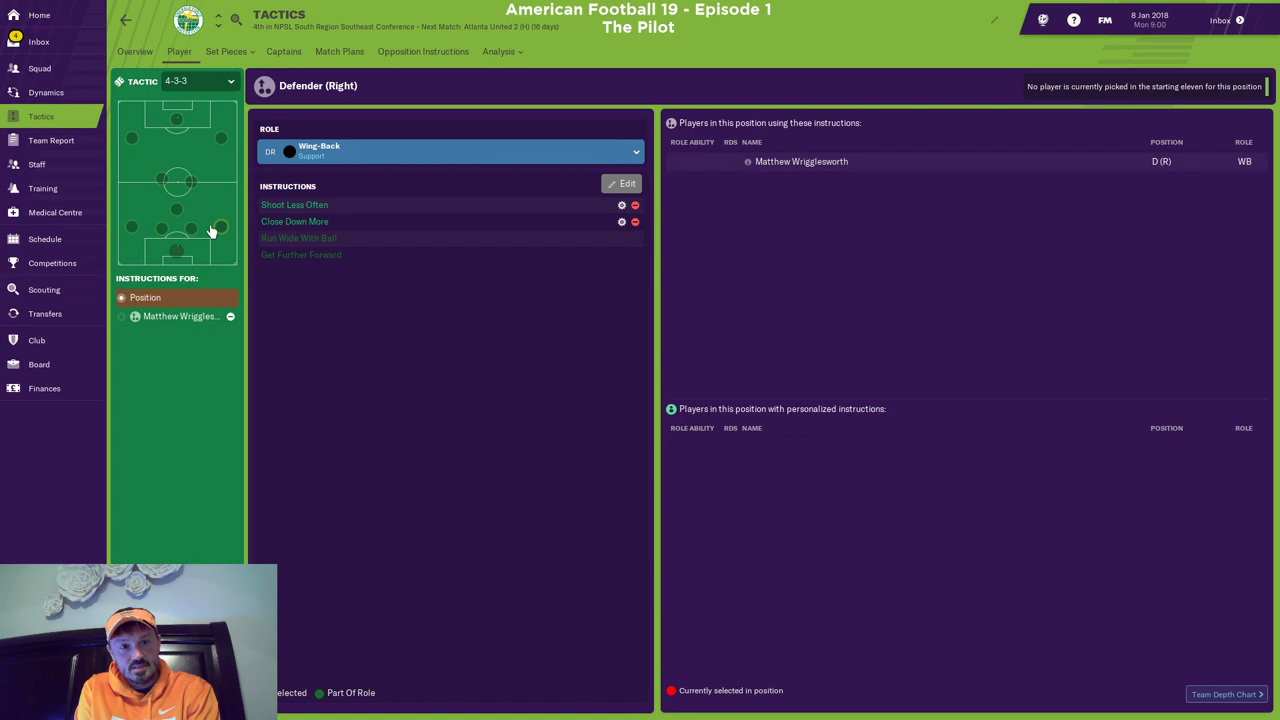 Home
4
Inbox
Squad
Dynamics
Tactics
Team Report
Staff
Training
Medical Centre
Schedule
Competitions
Scouting
Transfers
Club
Board
Finances
TACTICS
4th in NPSL South Region Southeast Conference - Next Match: Atlanta United 2 (H) (16 days)
American Football 19 - Episode 1
The Pilot
FM
8 Jan 2018
Mon 9:00
Inbox
Overview Player Set Pieces Captains Match Plans Opposition Instructions Analysis
TACTIC 4-3-3
INSTRUCTIONS FOR:
Position
Matthew Wriggles...
Defender (Right)
No player is currently picked in the starting eleven for this position
ROLE
DR Wing-Back
Support
INSTRUCTIONS
Edit
Shoot Less Often
Close Down More
Run Wide With Ball
Get Further Forward
elected Part Of Role
Players in this position using these instructions:
ROLE ABILITY RDS NAME POSITION ROLE
Matthew Wrigglesworth D (R) WB
Players in this position with personalized instructions:
ROLE ABILITY RDS NAME POSITION ROLE
Currently selected in position
Team Depth Chart